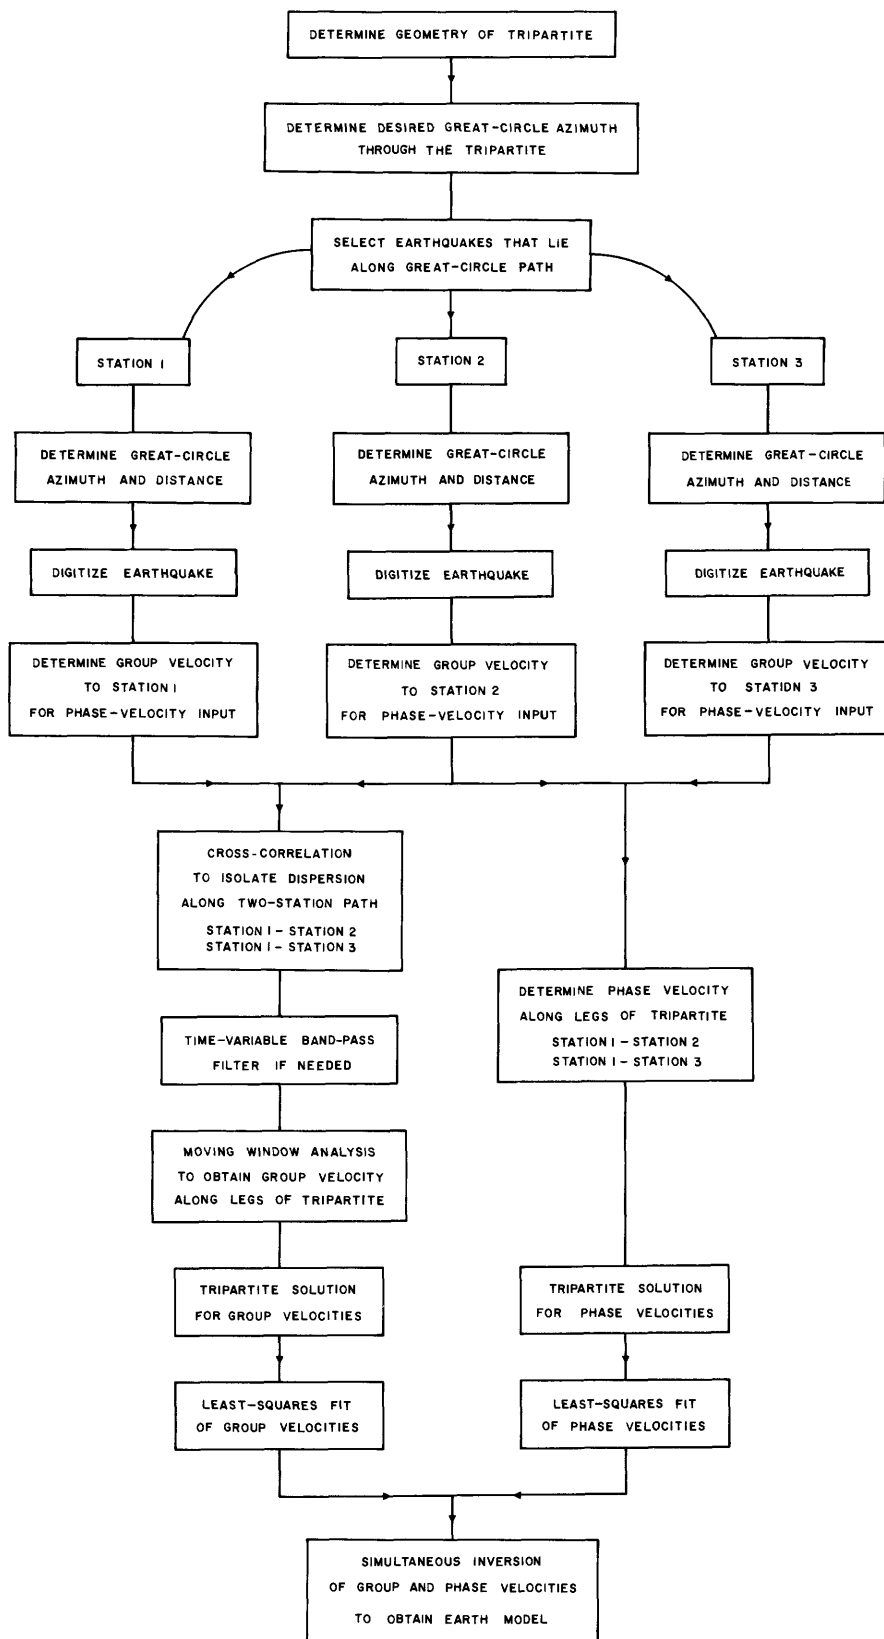 DETERMINE GEOMETRY OF TRIPARTITE
DETERMINE DESIRED GREAT-CIRCLE AZIMUTH
THROUGH THE TRIPARTITE
SELECT EARTHQUAKES THAT LIE
ALONG GREAT-CIRCLE PATH
STATION 1
STATION 2
STATION 3
DETERMINE GREAT-CIRCLE
AZIMUTH AND DISTANCE
DETERMINE GREAT-CIRCLE
AZIMUTH AND DISTANCE
DETERMINE GREAT-CIRCLE
AZIMUTH AND DISTANCE
DIGITIZE EARTHQUAKE
DIGITIZE EARTHQUAKE
DIGITIZE EARTHQUAKE
DETERMINE GROUP VELOCITY
TO STATION 1
FOR PHASE-VELOCITY INPUT
DETERMINE GROUP VELOCITY
TO STATION 2
FOR PHASE-VELOCITY INPUT
DETERMINE GROUP VELOCITY
TO STATIDN 3
FOR PHASE-VELOCITY INPUT
CROSS-CORRELATION
TO ISOLATE DISPERSION
ALONG TWO-STATION PATH
STATION 1 - STATION 2
STATION 1 - STATION 3
DETERMINE PHASE VELOCITY
ALONG LEGS OF TRIPARTITE
STATION 1 - STATION 2
STATION 1 - STATION 3
TIME-VARIABLE BAND-PASS
FILTER IF NEEDED
MOVING WINDOW ANALYSIS
TO OBTAIN GROUP VELOCITY
ALONG LEGS OF TRIPARTITE
TRIPARTITE SOLUTION
FOR GROUP VELOCITIES
TRIPARTITE SOLUTION
FOR PHASE VELOCITIES
LEAST-SQUARES FIT
OF GROUP VELOCITIES
LEAST-SQUARES FIT
OF PHASE VELOCITIES
SIMULTANEOUS INVERSION
OF GROUP AND PHASE VELOCITIES
TO OBTAIN EARTH MODEL